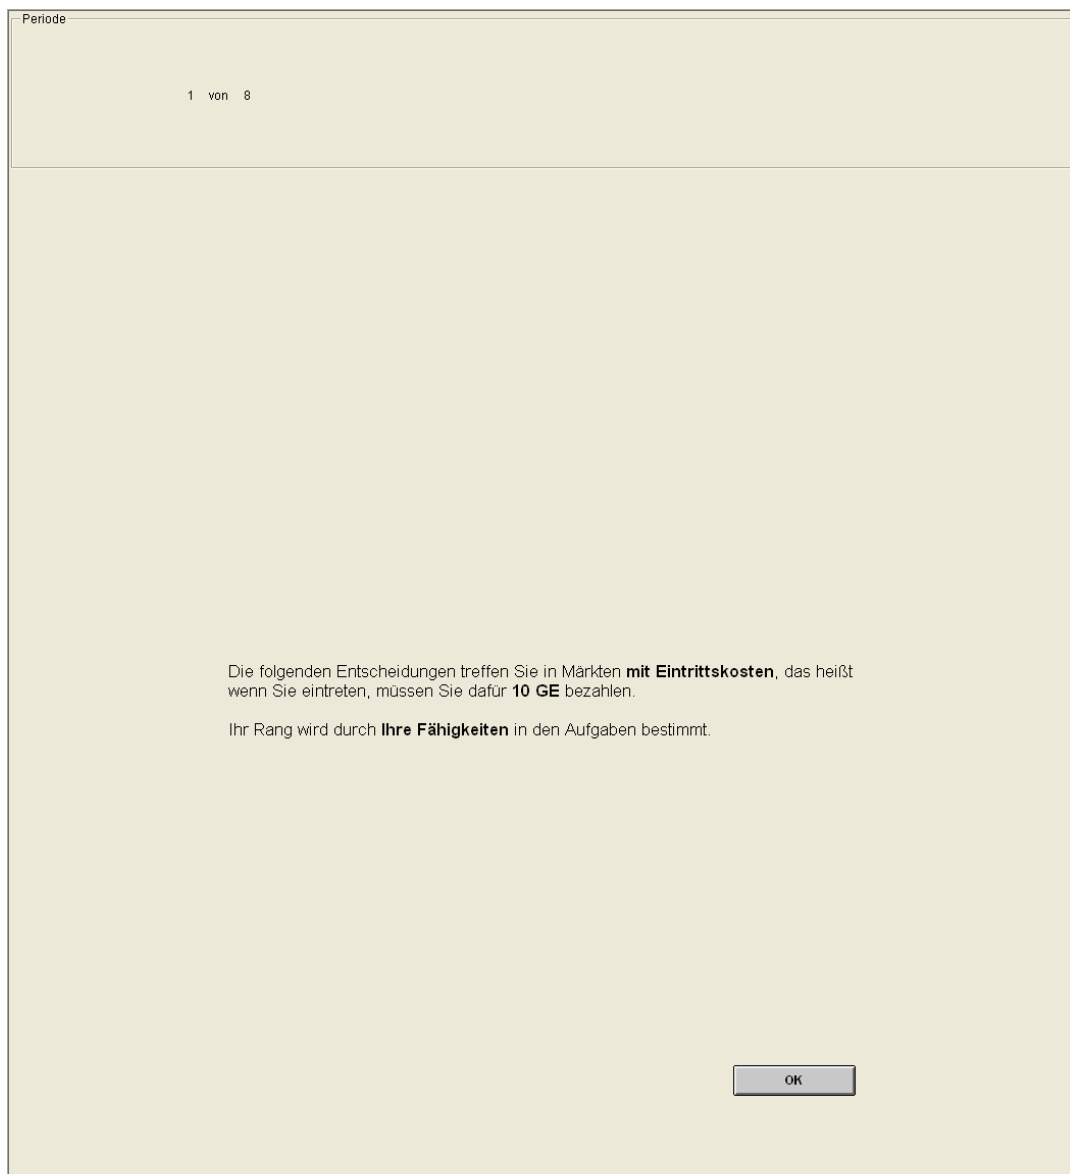 Periode
1 von 8
Die folgenden Entscheidungen treffen Sie in Märkten mit Eintrittskosten, das heißt
wenn Sie eintreten, müssen Sie dafür 10 GE bezahlen.
Ihr Rang wird durch Ihre Fähigkeiten in den Aufgaben bestimmt.
OK